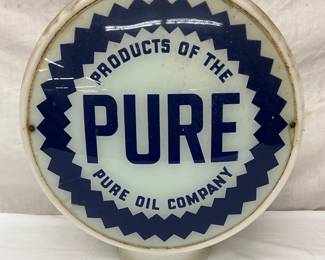 PRODUCTS OF THE
PURE
PURE OIL COMPANY